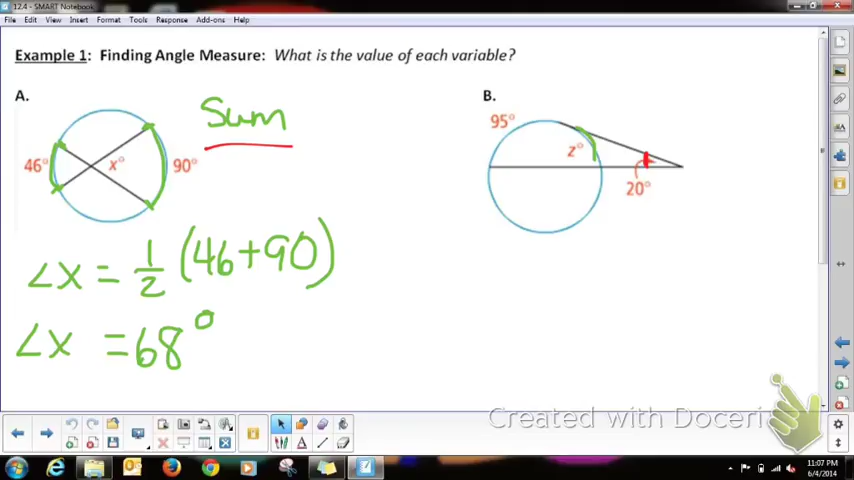 12.4 - SMART Notebook
File Edit View Insert Format Tools Add-ons Response Help
Example 1: Finding Angle Measure: What is the value of each variable?
A.
B.
Sum
46°
x°
90°
95°
z°
20°
∠x = 1/2 (46+90)
∠x = 68°
Created with Doceri
11:07 PM
6/4/2014